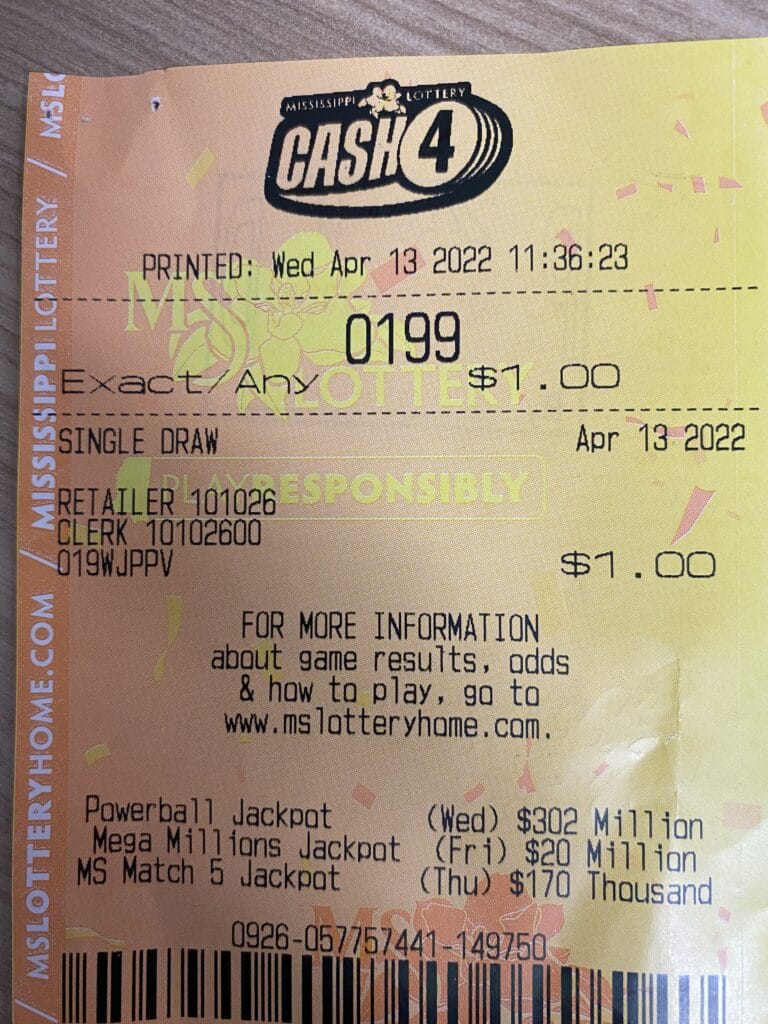 MISSISSIPPI LOTTERY
CASH 4
PRINTED: Wed Apr 13 2022 11:36:23
0199
Exact/Any $1.00
SINGLE DRAW Apr 13 2022
RETAILER 101026
CLERK 10102600
019WJPPV $1.00
FOR MORE INFORMATION
about game results, odds
& how to play, go to
www.mslotteryhome.com.
Powerball Jackpot (Wed) $302 Million
Mega Millions Jackpot (Fri) $20 Million
MS Match 5 Jackpot (Thu) $170 Thousand
0926-057757441-149750
MS
LOTTERY
PLAY RESPONSIBLY
MS
/ MSLOTTERYHOME.COM / MISSISSIPPI LOTTERY / MSLO